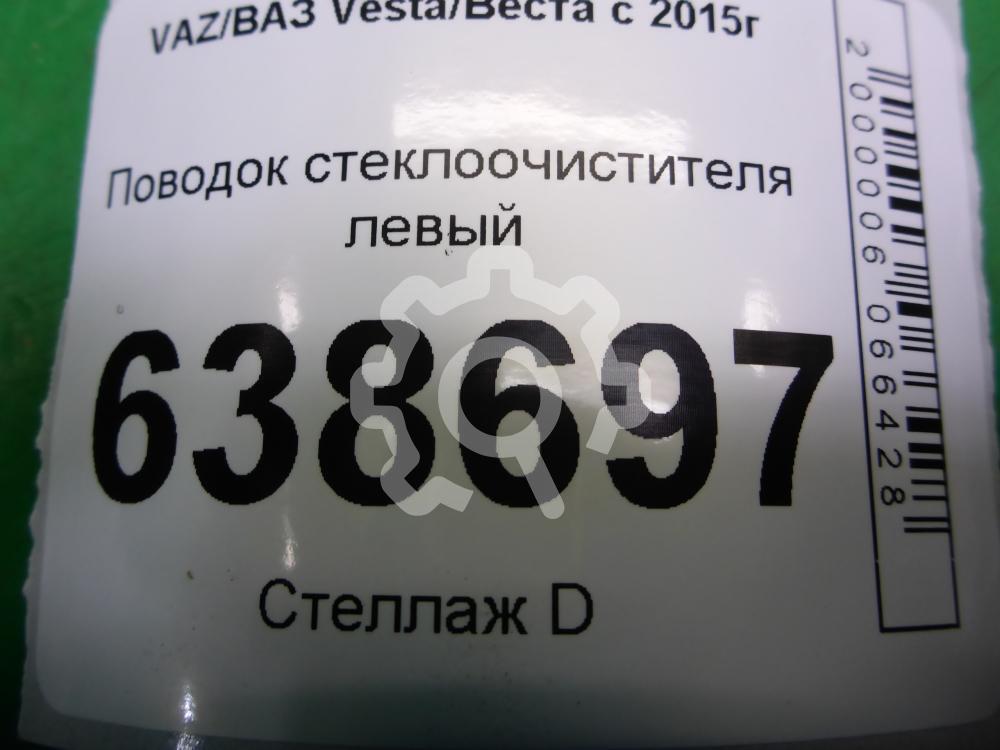 VAZ/ВАЗ Vesta/Веста с 2015г
Поводок стеклоочистителя
левый
638697
Стеллаж D
2000006066428